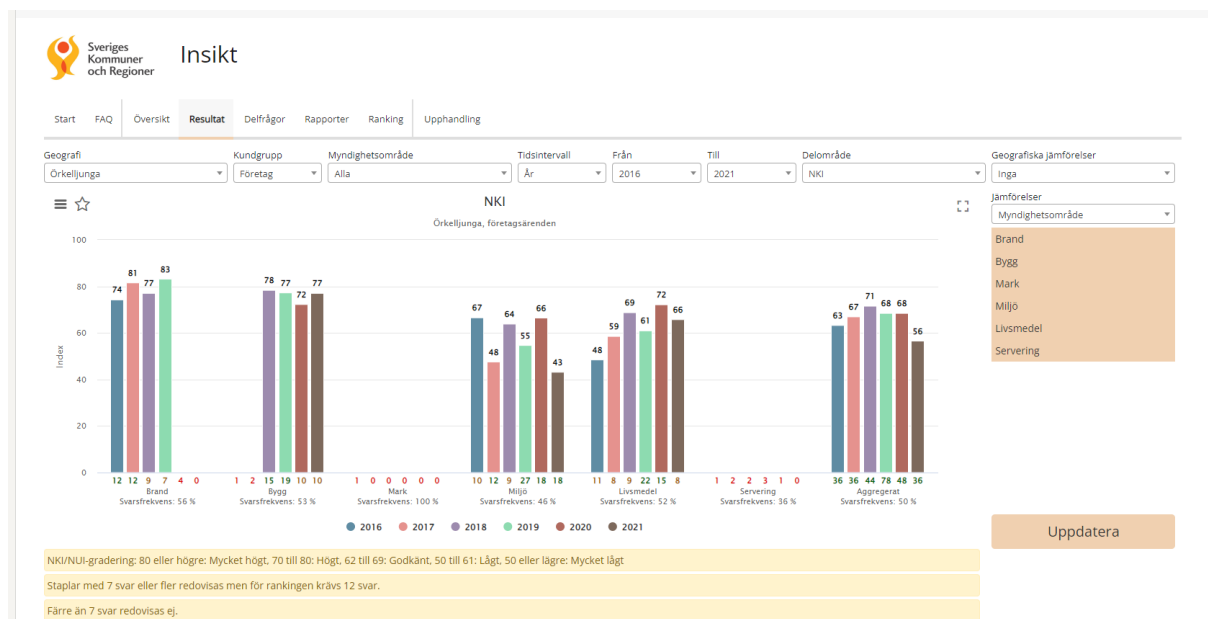 Sveriges
Kommuner
och Regioner
Insikt
Start FAQ Översikt Resultat Delfrågor Rapporter Ranking Upphandling
Geografi Kundgrupp Myndighetsområde Tidsintervall Från Till Delområde Geografiska jämförelser
Örkelljunga Företag Alla År 2016 2021 NKI Inga
Jämförelser
Myndighetsområde
Brand
Bygg
Mark
Miljö
Livsmedel
Servering
Uppdatera
NKI
Örkelljunga, företagsärenden
Index
100
80
60
40
20
0
74 81 77 83
78 77 72 77
67 48 64 55 66 43
48 59 69 61 72 66
63 67 71 68 68 56
12 12 9 7 4 0 1 2 15 19 10 10 1 0 0 0 0 0 10 12 9 27 18 18 11 8 9 22 15 8 1 2 2 3 1 0 36 36 44 78 48 36
Brand Bygg Mark Miljö Livsmedel Servering Aggregerat
Svarsfrekvens: 56 % Svarsfrekvens: 53 % Svarsfrekvens: 100 % Svarsfrekvens: 46 % Svarsfrekvens: 52 % Svarsfrekvens: 36 % Svarsfrekvens: 50 %
2016 2017 2018 2019 2020 2021
NKI/NUI-gradering: 80 eller högre: Mycket högt, 70 till 80: Högt, 62 till 69: Godkänt, 50 till 61: Lågt, 50 eller lägre: Mycket lågt
Staplar med 7 svar eller fler redovisas men för rankingen krävs 12 svar.
Färre än 7 svar redovisas ej.